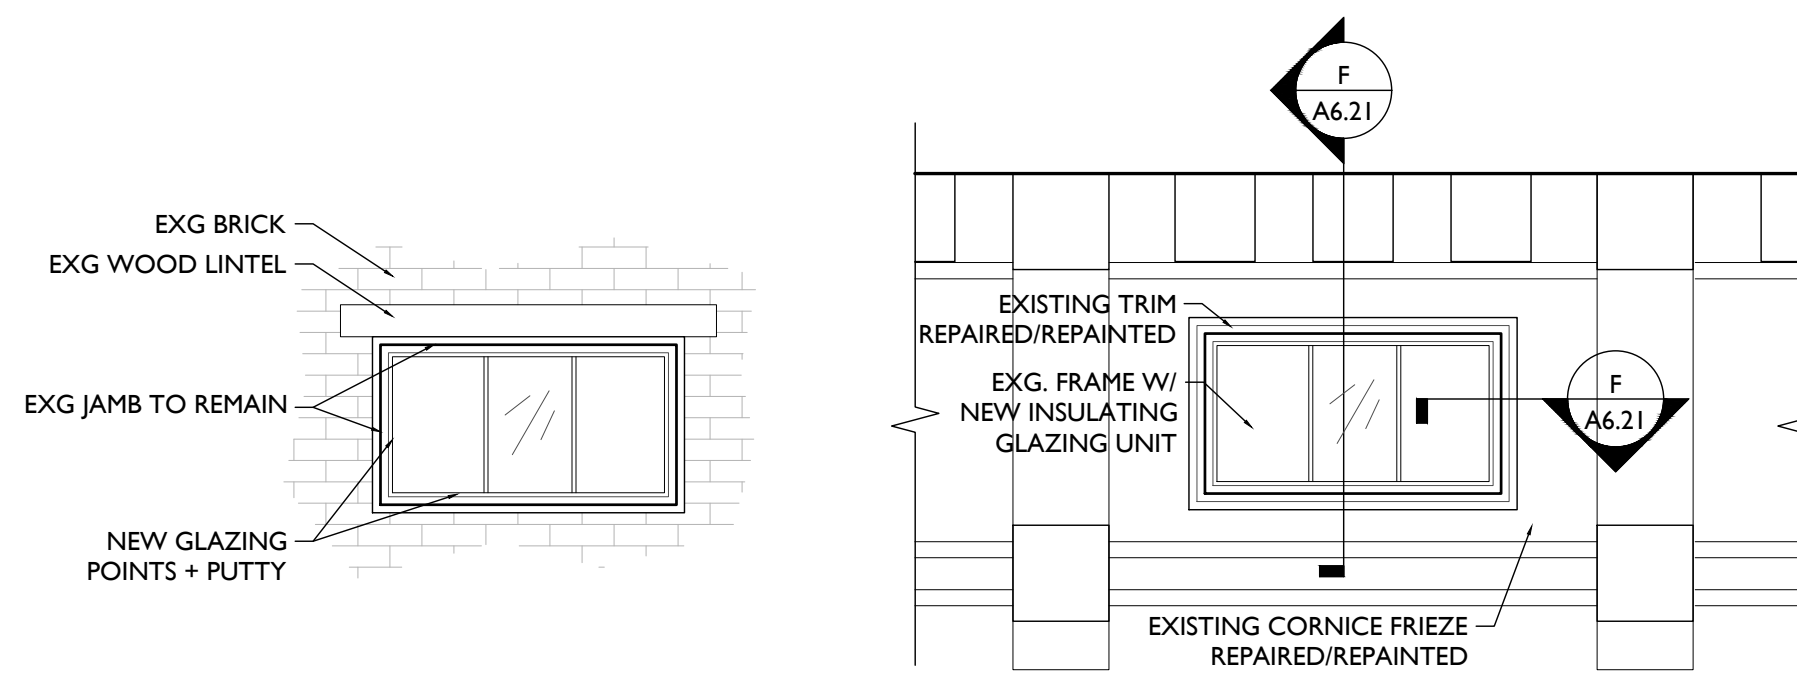 EXG BRICK
EXG WOOD LINTEL
EXG JAMB TO REMAIN
NEW GLAZING
POINTS + PUTTY
F
A6.21
EXISTING TRIM
REPAIRED/REPAINTED
EXG. FRAME W/
NEW INSULATING
GLAZING UNIT
F
A6.21
EXISTING CORNICE FRIEZE
REPAIRED/REPAINTED